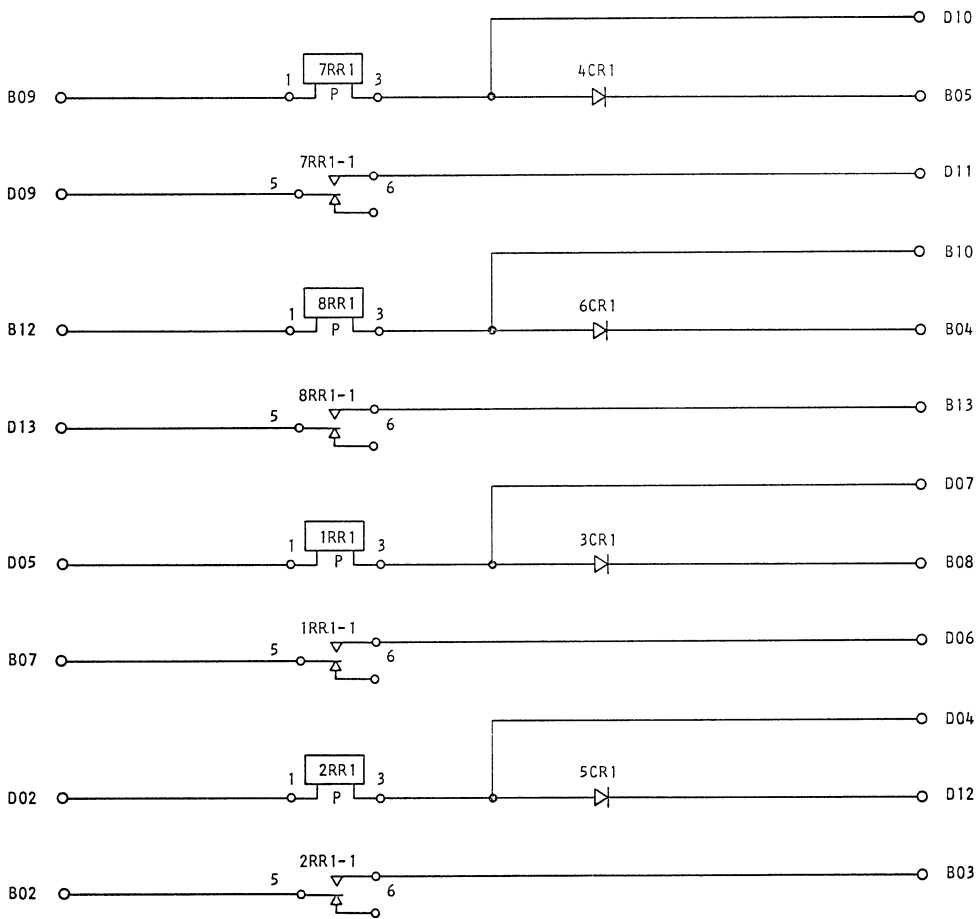 D10
7RR1
1 3 4CR1
B09 P B05
7RR1-1
D11
5 6
D09
B10
8RR1
1 3 6CR1
B12 P B04
8RR1-1
B13
5 6
D13
D07
1RR1
1 3 3CR1
D05 P B08
1RR1-1
D06
5 6
B07
D04
2RR1
1 3 5CR1
D02 P D12
2RR1-1
B03
5 6
B02